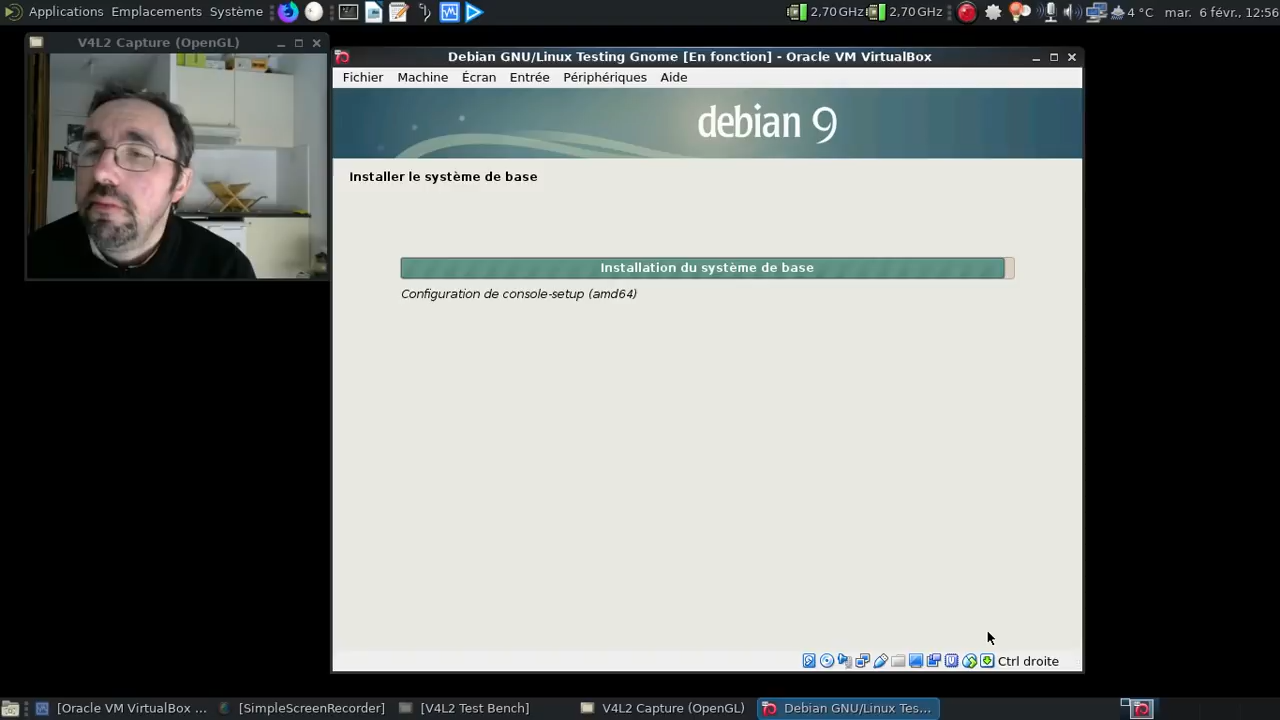 Applications Emplacements Système 2,70 GHz 2,70 GHz 4 °C mar. 6 févr., 12:56
V4L2 Capture (OpenGL)
Debian GNU/Linux Testing Gnome [En fonction] - Oracle VM VirtualBox
Fichier Machine Écran Entrée Périphériques Aide
debian 9
Installer le système de base
Installation du système de base
Configuration de console-setup (amd64)
Ctrl droite
[Oracle VM VirtualBox ... [SimpleScreenRecorder] [V4L2 Test Bench] V4L2 Capture (OpenGL) Debian GNU/Linux Tes...